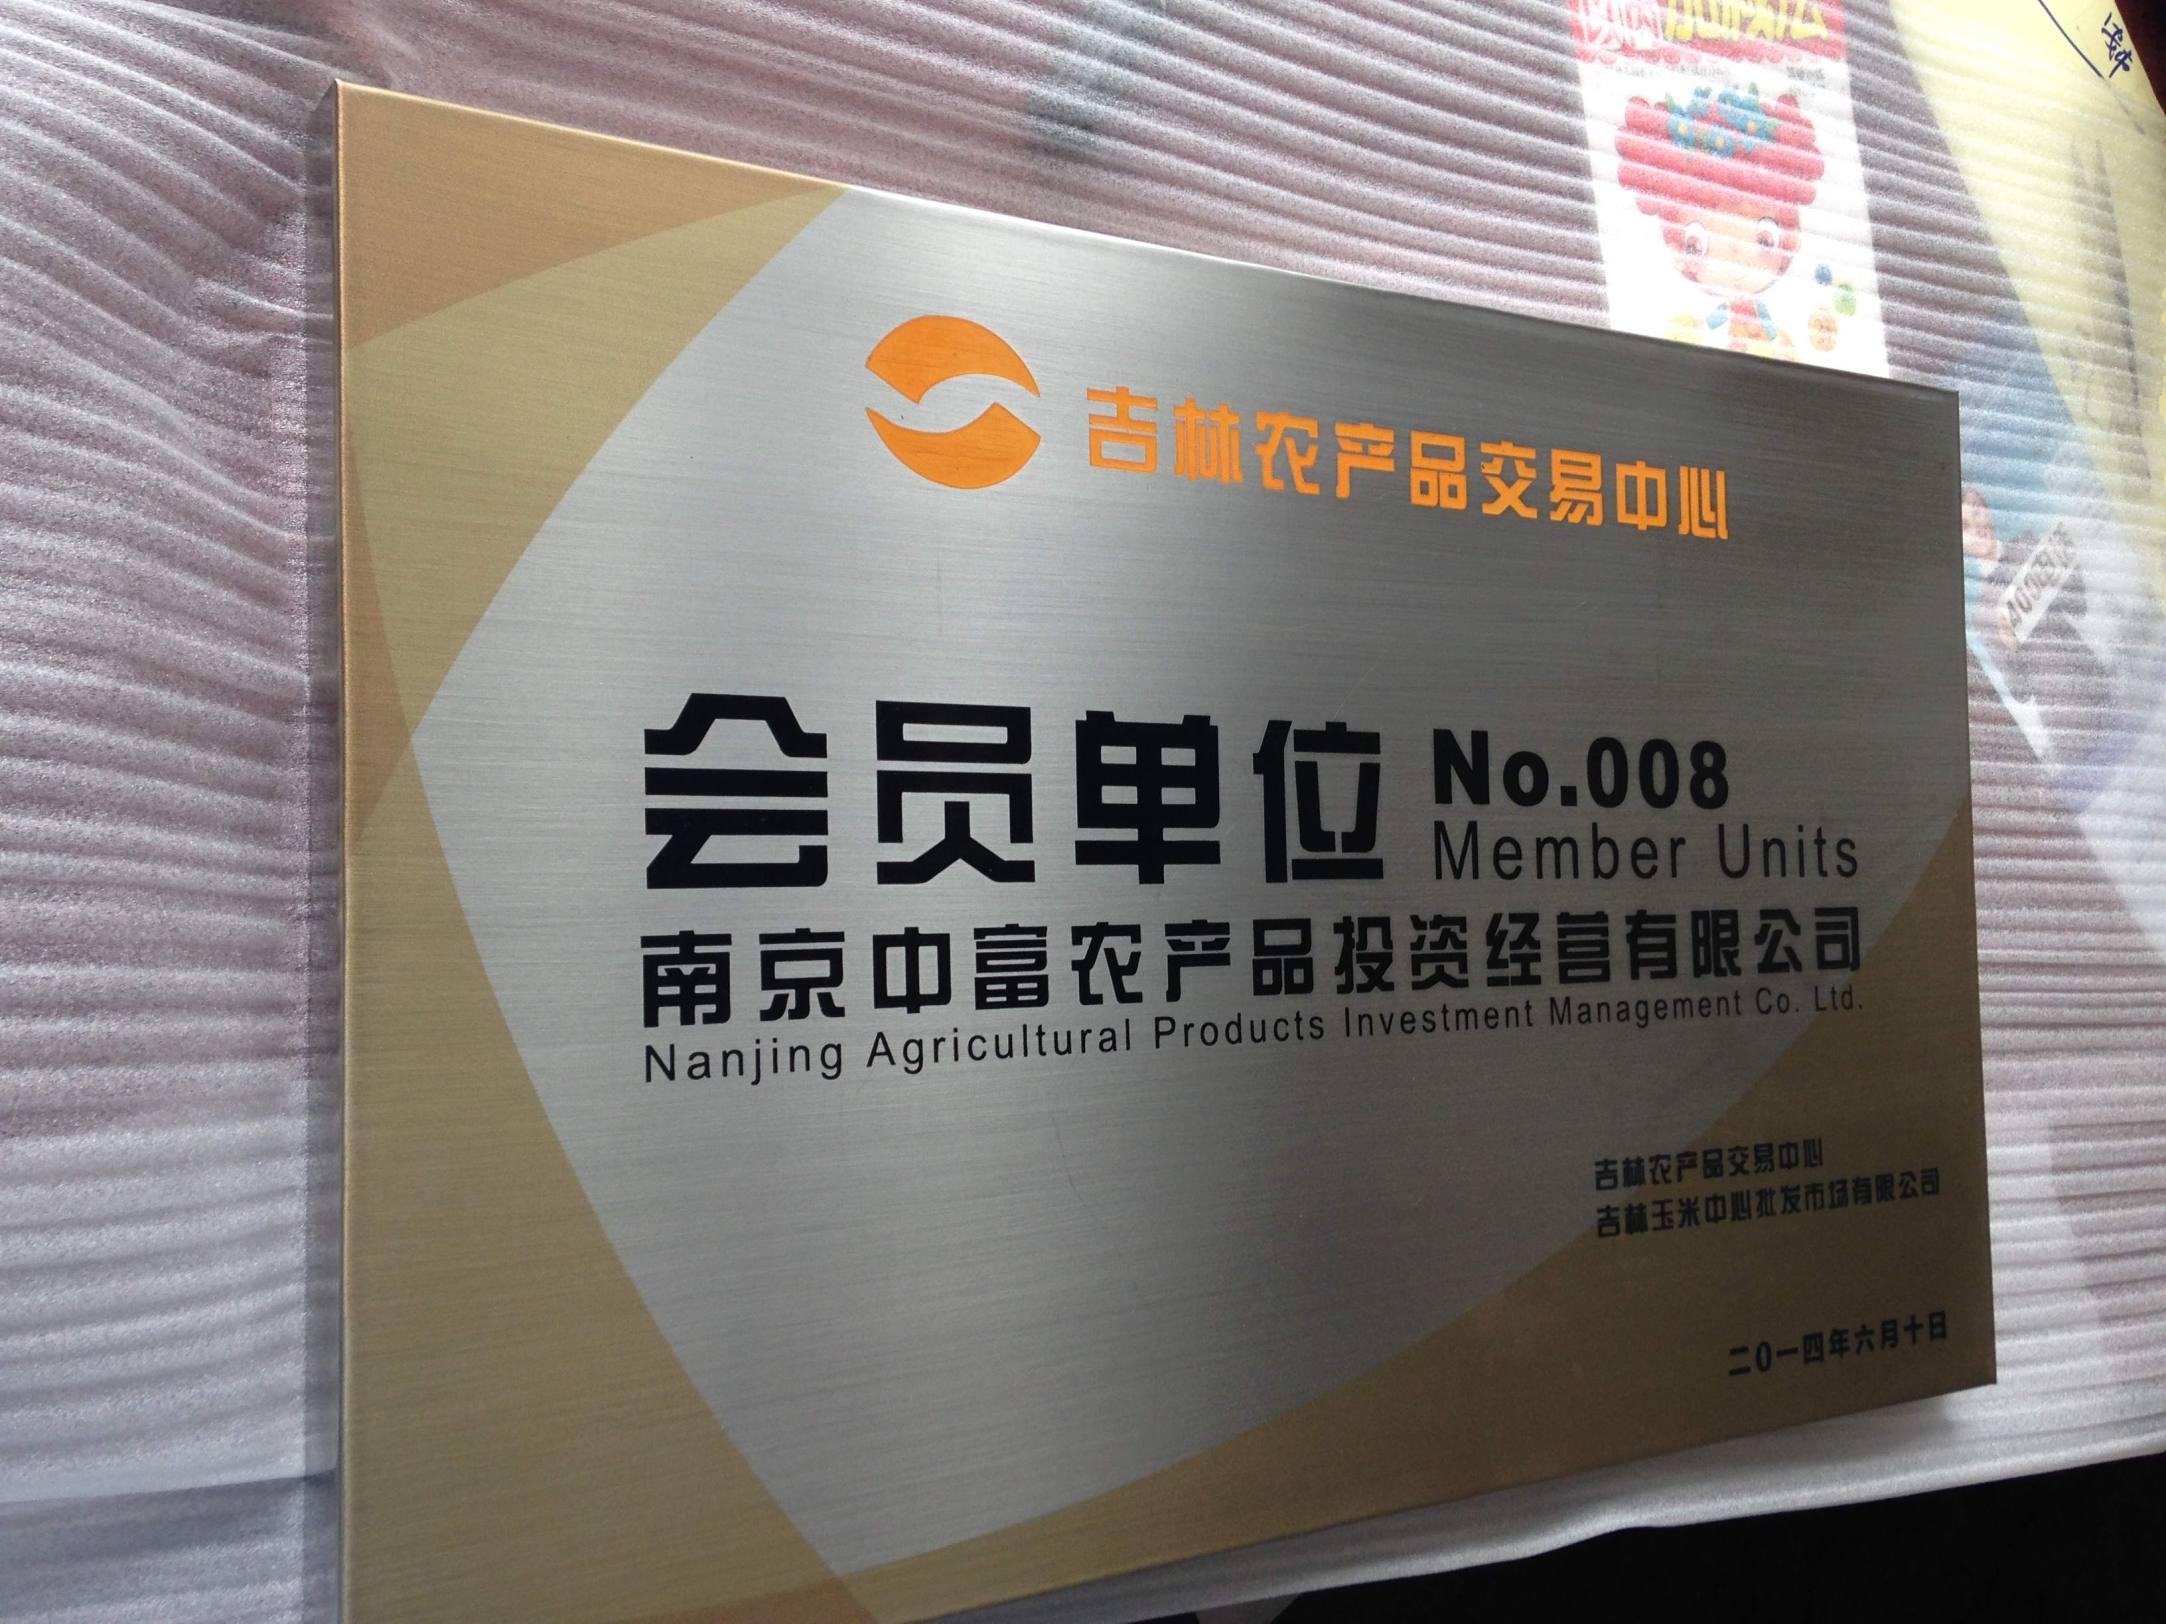 吉林农产品交易中心
会员单位 No.008
Member Units
南京中富农产品投资经营有限公司
Nanjing Agricultural Products Investment Management Co. Ltd.
吉林农产品交易中心
吉林玉米中心批发市场有限公司
二0一四年六月十日